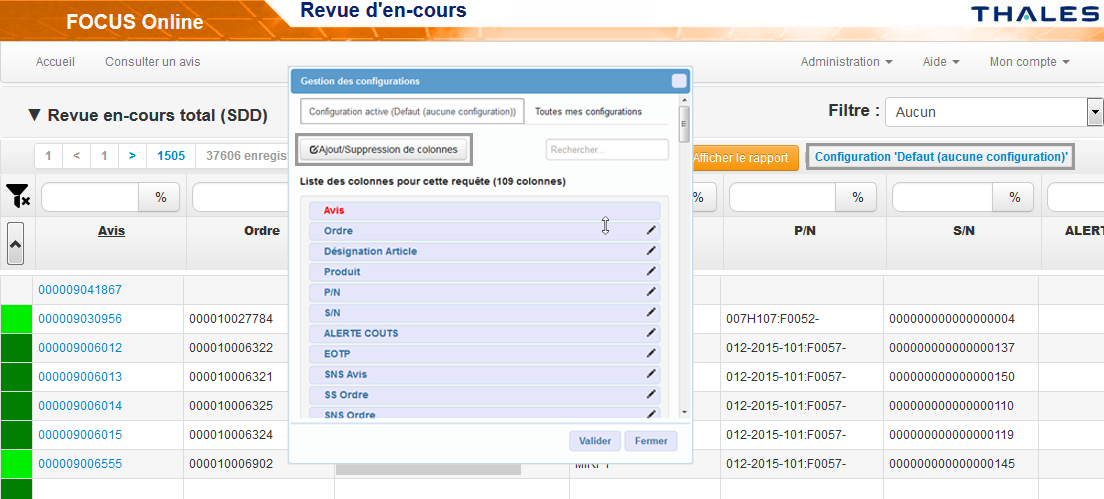 FOCUS Online
Revue d'en-cours
THALES
Accueil
Consulter un avis
Administration
Aide
Mon compte
▼ Revue en-cours total (SDD)
Filtre :
Aucun
1
<
1
>
1505
37606 enregis
Afficher le rapport
Configuration 'Defaut (aucune configuration)'
%
%
%
%
Avis
Ordre
P/N
S/N
ALERT
000009041867
000009030956
000010027784
007H107:F0052-
000000000000000004
000009006012
000010006322
012-2015-101:F0057-
000000000000000137
000009006013
000010006321
012-2015-101:F0057-
000000000000000150
000009006014
000010006325
012-2015-101:F0057-
000000000000000110
000009006015
000010006324
012-2015-101:F0057-
000000000000000119
000009006555
000010006902
012-2015-101:F0057-
000000000000000145
Gestion des configurations
Configuration active (Defaut (aucune configuration))
Toutes mes configurations
Ajout/Suppression de colonnes
Rechercher...
Liste des colonnes pour cette requête (109 colonnes)
Avis
Ordre
Désignation Article
Produit
P/N
S/N
ALERTE COUTS
EOTP
SNS Avis
SS Ordre
SNS Ordre
Valider
Fermer